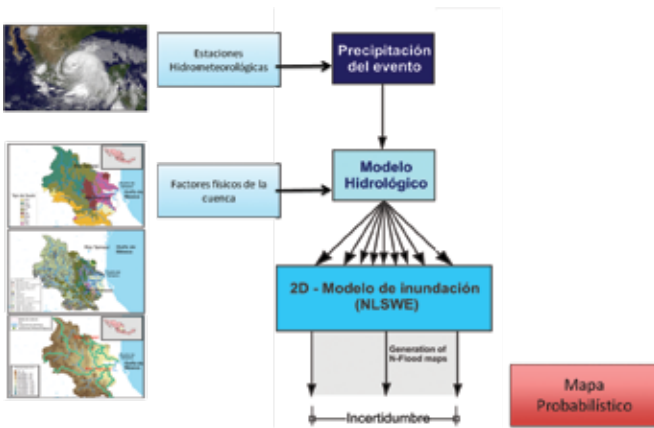 Estaciones
Hidrometeorológicas
Precipitación
del evento
Modelo
Hidrológico
Factores físicos de la
cuenca
2D - Modelo de inundación
(NLSWE)
Generation of
N-Flood maps
Incertidumbre
Mapa
Probabilístico